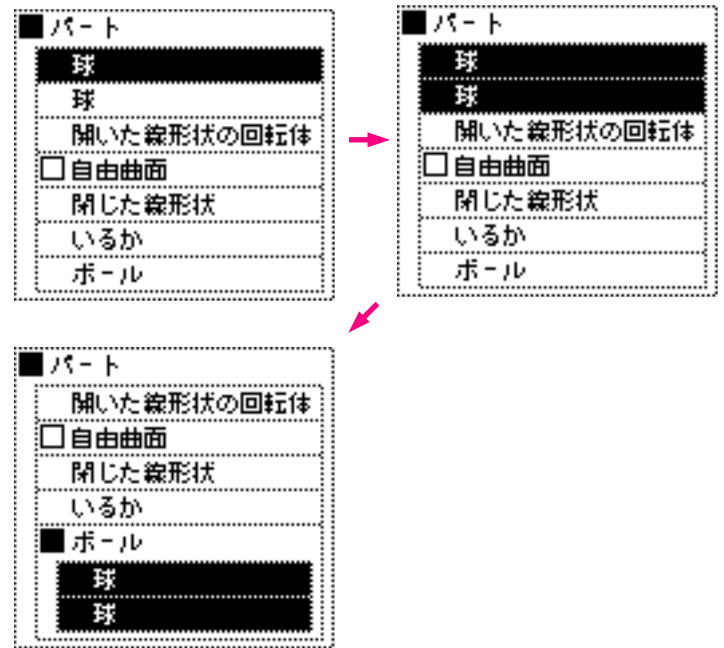 パート
球
球
開いた線形状の回転体
自由曲面
閉じた線形状
いるか
ボール
パート
球
球
開いた線形状の回転体
自由曲面
閉じた線形状
いるか
ボール
パート
開いた線形状の回転体
自由曲面
閉じた線形状
いるか
ボール
球
球